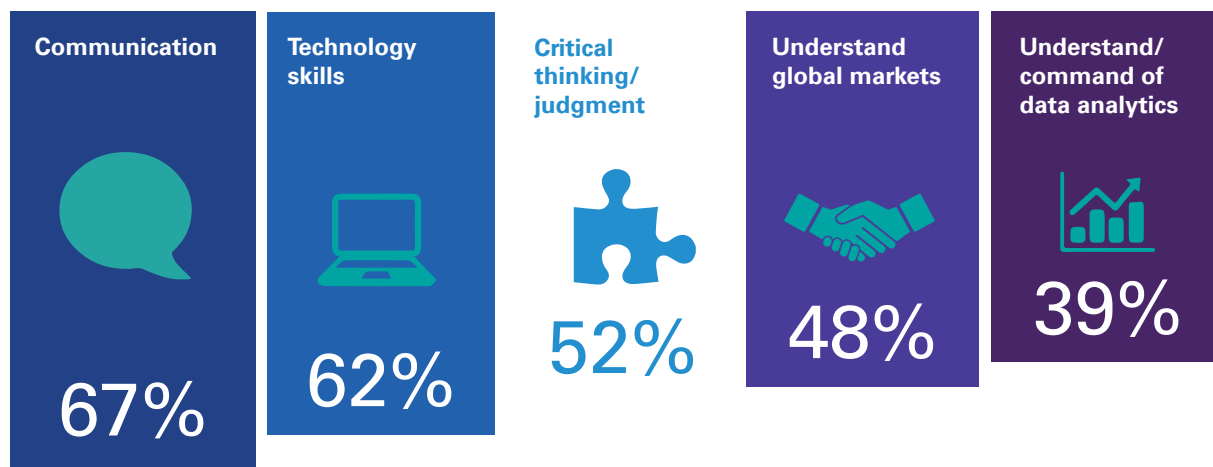 Communication
67%
Technology
skills
62%
Critical
thinking/
judgment
52%
Understand
global markets
48%
Understand/
command of
data analytics
39%